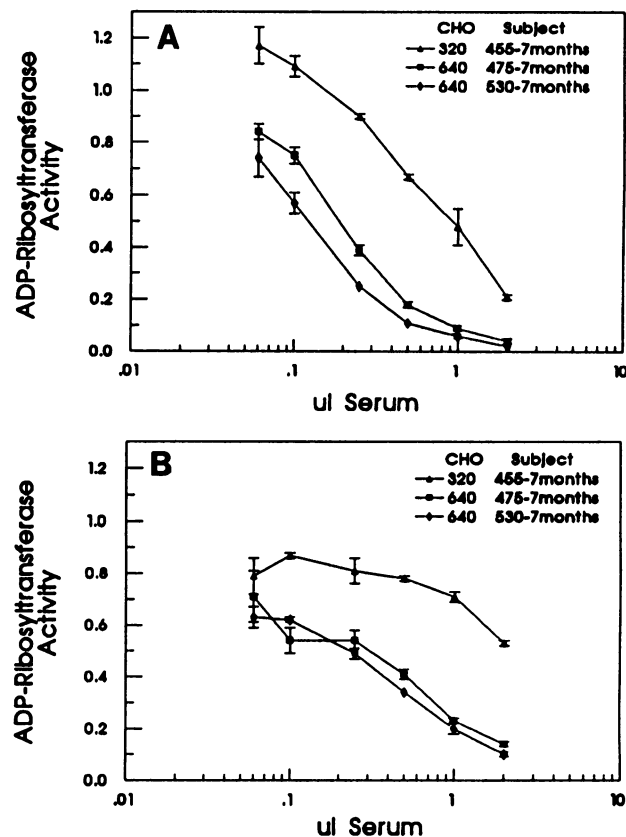 A
CHO Subject
320 455-7months
640 475-7months
640 530-7months
ADP-Ribosyltransferase
Activity
1.2
1.0
0.8
0.6
0.4
0.2
0.0
.01 .1 1 10
ul Serum
B
CHO Subject
320 455-7months
640 475-7months
640 530-7months
ADP-Ribosyltransferase
Activity
1.2
1.0
0.8
0.6
0.4
0.2
0.0
.01 .1 1 10
ul Serum